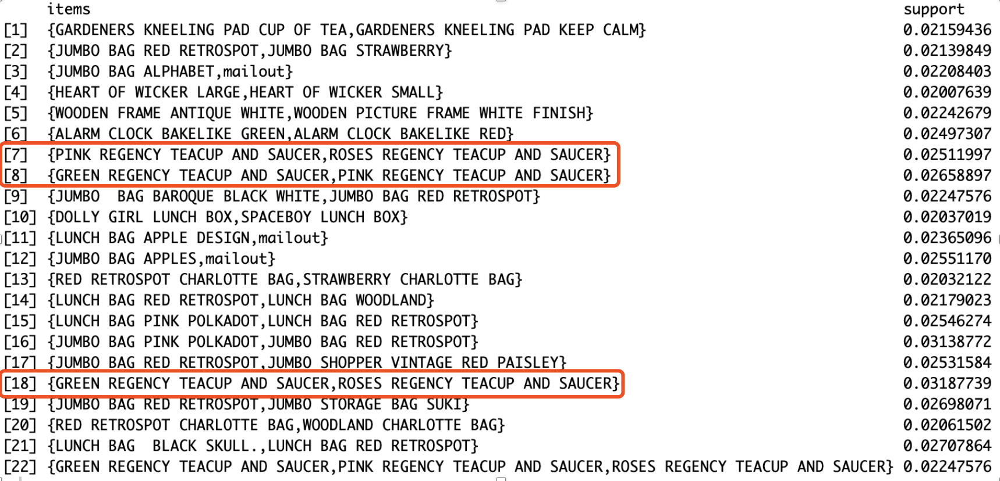 items support
[1] {GARDENERS KNEELING PAD CUP OF TEA,GARDENERS KNEELING PAD KEEP CALM} 0.02159436
[2] {JUMBO BAG RED RETROSPOT,JUMBO BAG STRAWBERRY} 0.02139849
[3] {JUMBO BAG ALPHABET,mailout} 0.02208403
[4] {HEART OF WICKER LARGE,HEART OF WICKER SMALL} 0.02007639
[5] {WOODEN FRAME ANTIQUE WHITE,WOODEN PICTURE FRAME WHITE FINISH} 0.02242679
[6] {ALARM CLOCK BAKELIKE GREEN,ALARM CLOCK BAKELIKE RED} 0.02497307
[7] {PINK REGENCY TEACUP AND SAUCER,ROSES REGENCY TEACUP AND SAUCER} 0.02511997
[8] {GREEN REGENCY TEACUP AND SAUCER,PINK REGENCY TEACUP AND SAUCER} 0.02658897
[9] {JUMBO  BAG BAROQUE BLACK WHITE,JUMBO BAG RED RETROSPOT} 0.02247576
[10] {DOLLY GIRL LUNCH BOX,SPACEBOY LUNCH BOX} 0.02037019
[11] {LUNCH BAG APPLE DESIGN,mailout} 0.02365096
[12] {JUMBO BAG APPLES,mailout} 0.02551170
[13] {RED RETROSPOT CHARLOTTE BAG,STRAWBERRY CHARLOTTE BAG} 0.02032122
[14] {LUNCH BAG RED RETROSPOT,LUNCH BAG WOODLAND} 0.02179023
[15] {LUNCH BAG PINK POLKADOT,LUNCH BAG RED RETROSPOT} 0.02546274
[16] {JUMBO BAG PINK POLKADOT,JUMBO BAG RED RETROSPOT} 0.03138772
[17] {JUMBO BAG RED RETROSPOT,JUMBO SHOPPER VINTAGE RED PAISLEY} 0.02531584
[18] {GREEN REGENCY TEACUP AND SAUCER,ROSES REGENCY TEACUP AND SAUCER} 0.03187739
[19] {JUMBO BAG RED RETROSPOT,JUMBO STORAGE BAG SUKI} 0.02698071
[20] {RED RETROSPOT CHARLOTTE BAG,WOODLAND CHARLOTTE BAG} 0.02061502
[21] {LUNCH BAG  BLACK SKULL.,LUNCH BAG RED RETROSPOT} 0.02707864
[22] {GREEN REGENCY TEACUP AND SAUCER,PINK REGENCY TEACUP AND SAUCER,ROSES REGENCY TEACUP AND SAUCER} 0.02247576